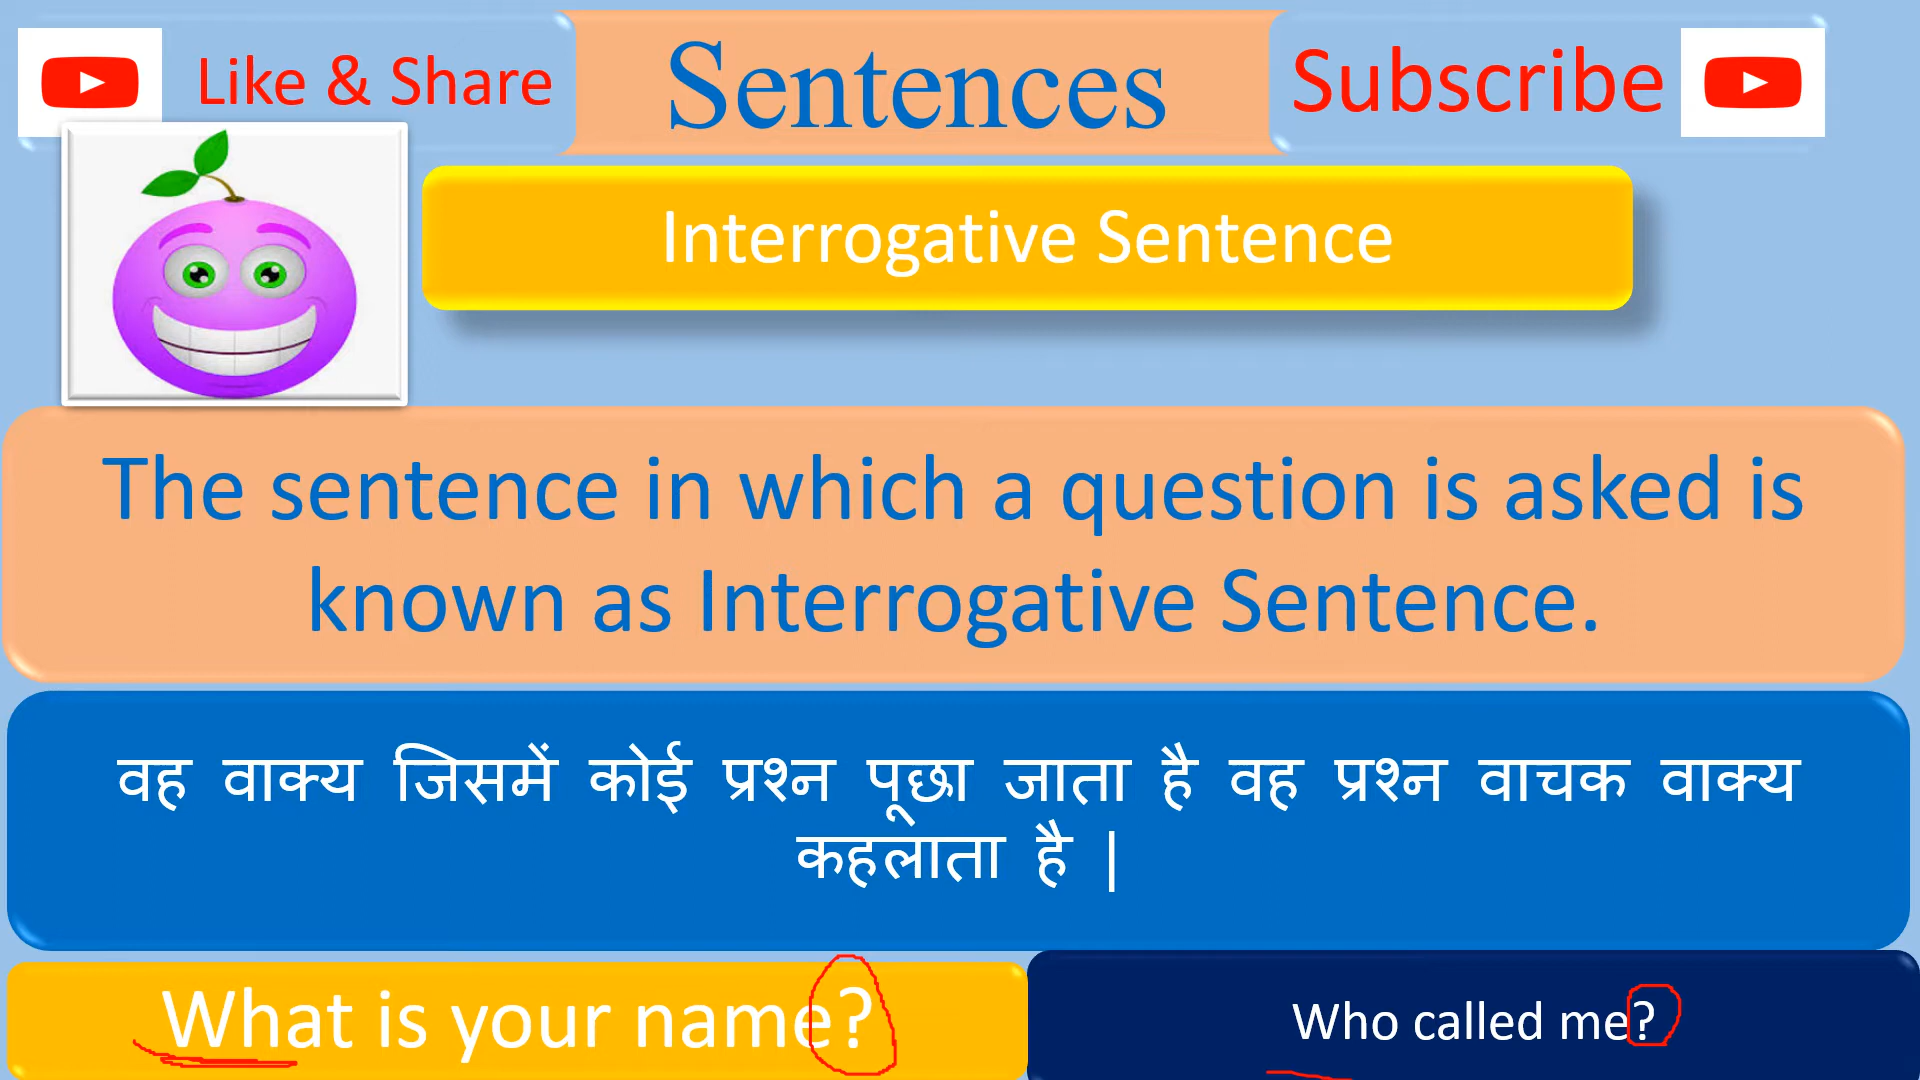 Like & Share
Sentences
Subscribe
Interrogative Sentence
The sentence in which a question is asked is
known as Interrogative Sentence.
वह वाक्य जिसमें कोई प्रश्न पूछा जाता है वह प्रश्न वाचक वाक्य
कहलाता है |
What is your name?
Who called me?